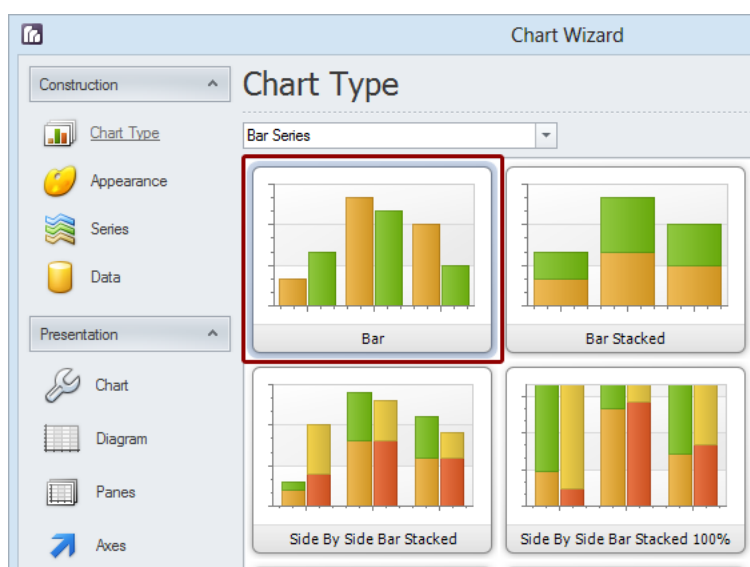 Chart Wizard
Construction
Chart Type
Appearance
Series
Data
Presentation
Chart
Diagram
Panes
Axes
Chart Type
Bar Series
Bar
Bar Stacked
Side By Side Bar Stacked
Side By Side Bar Stacked 100%